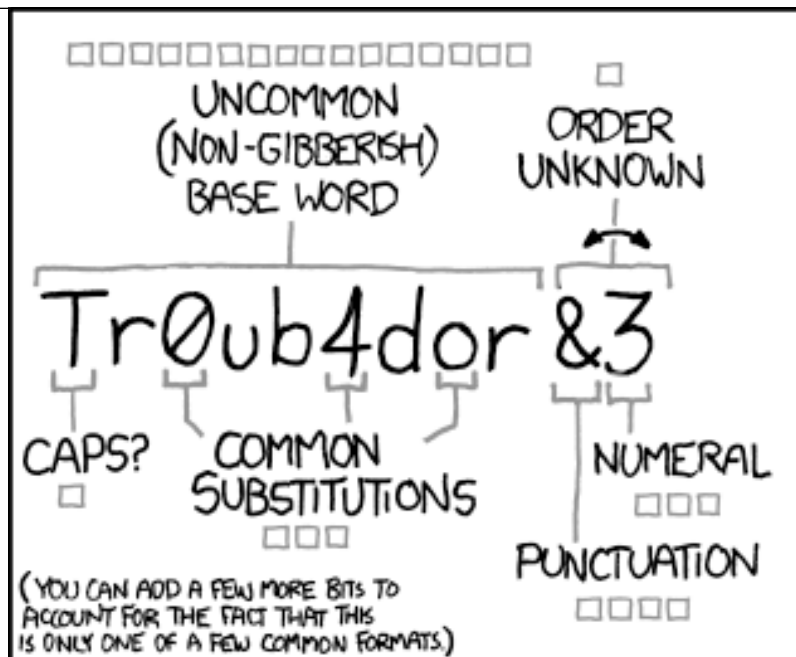 UNCOMMON
(NON-GIBBERISH)
BASE WORD
ORDER
UNKNOWN
Tr0ub4dor &3
CAPS?
COMMON
SUBSTITUTIONS
NUMERAL
PUNCTUATION
(YOU CAN ADD A FEW MORE BITS TO
ACCOUNT FOR THE FACT THAT THIS
IS ONLY ONE OF A FEW COMMON FORMATS.)